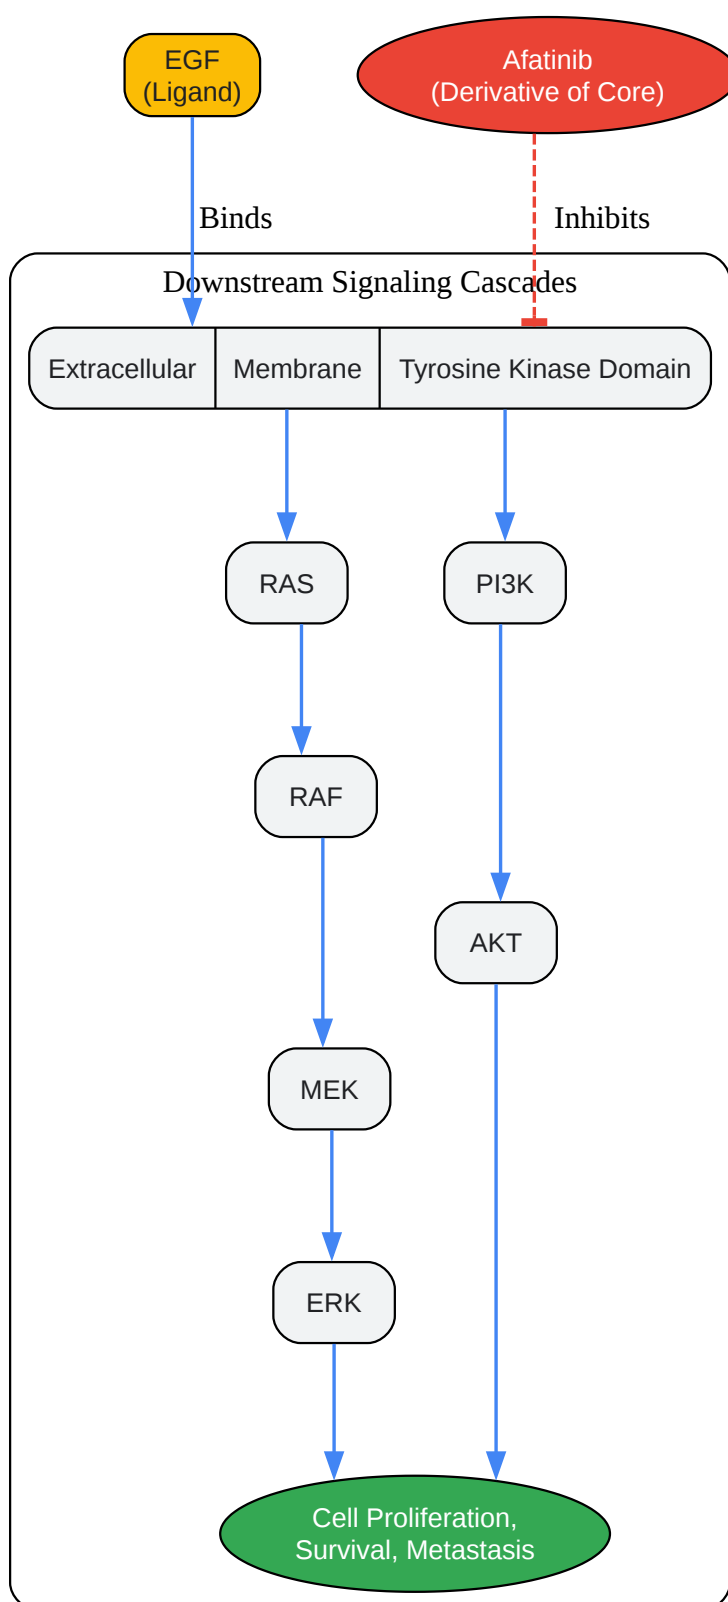 EGF
(Ligand)
Afatinib
(Derivative of Core)
Binds
Inhibits
Downstream Signaling Cascades
Extracellular
Membrane
Tyrosine Kinase Domain
RAS
PI3K
RAF
AKT
MEK
ERK
Cell Proliferation,
Survival, Metastasis